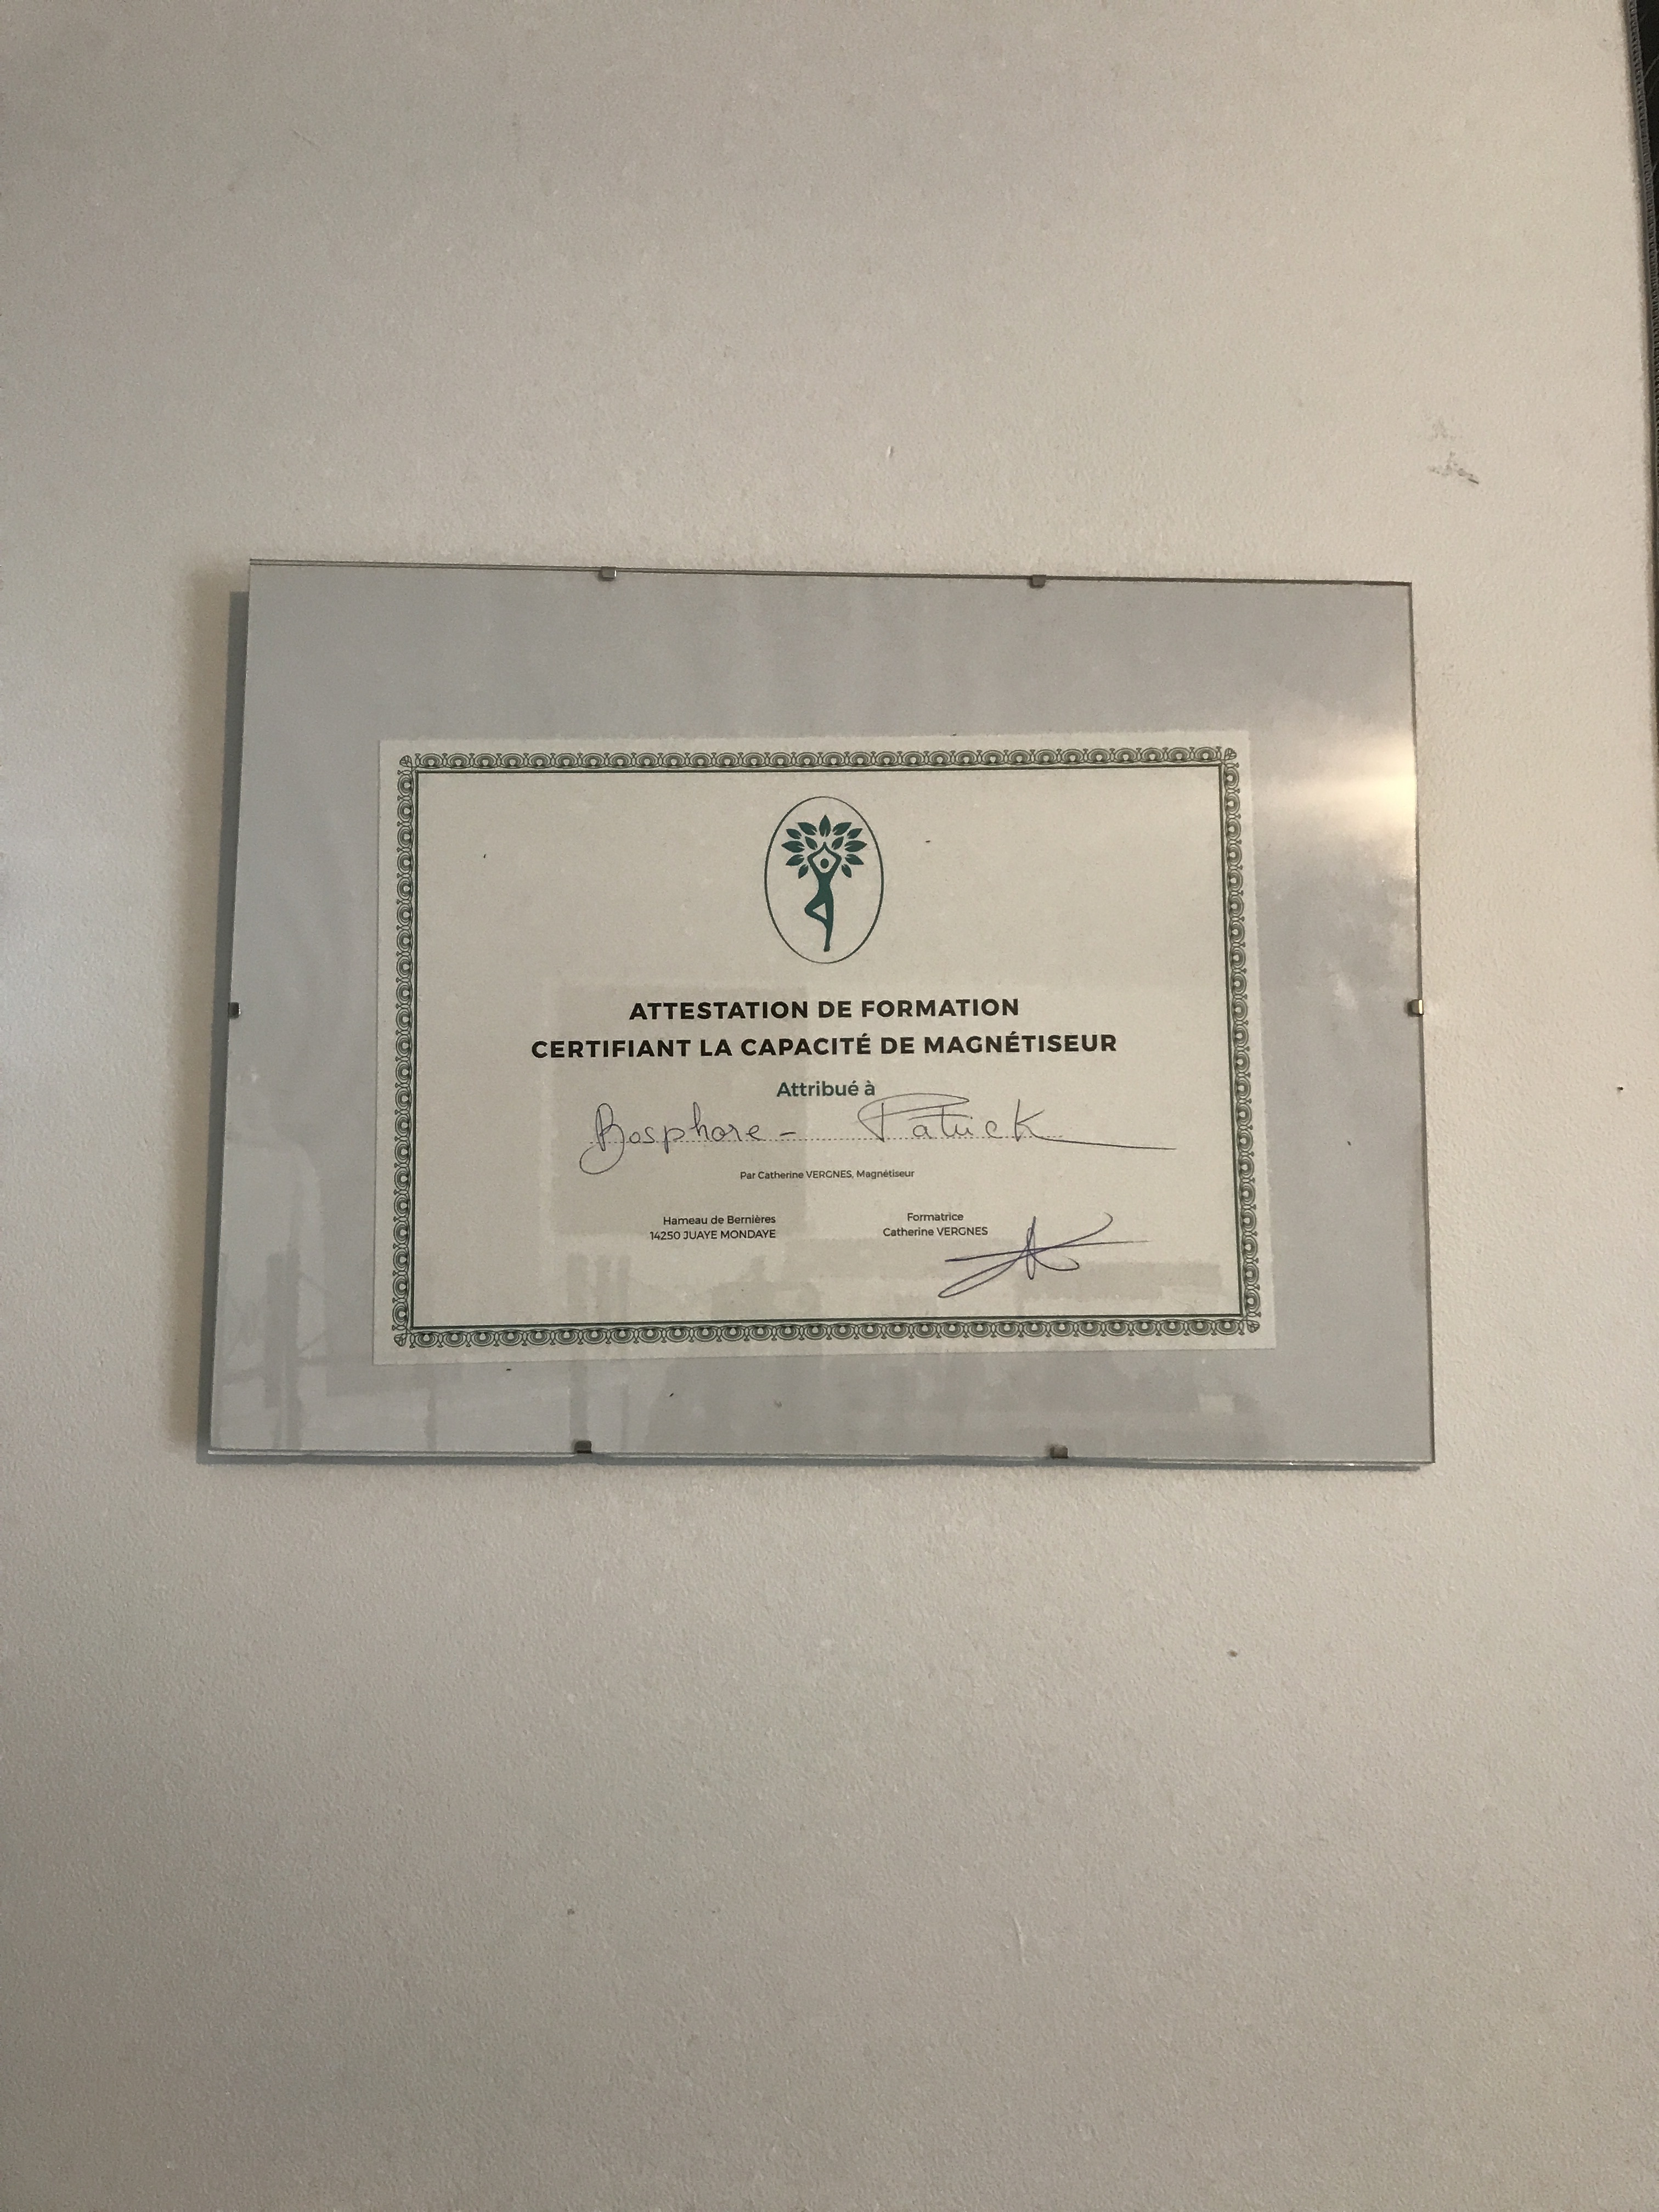 ATTESTATION DE FORMATION
CERTIFIANT LA CAPACITÉ DE MAGNÉTISEUR
Attribué à
Bosphore - Patrick
Par Catherine VERGNES, Magnétiseur
Hameau de Bernières
14250 JUAYE MONDAYE
Formatrice
Catherine VERGNES